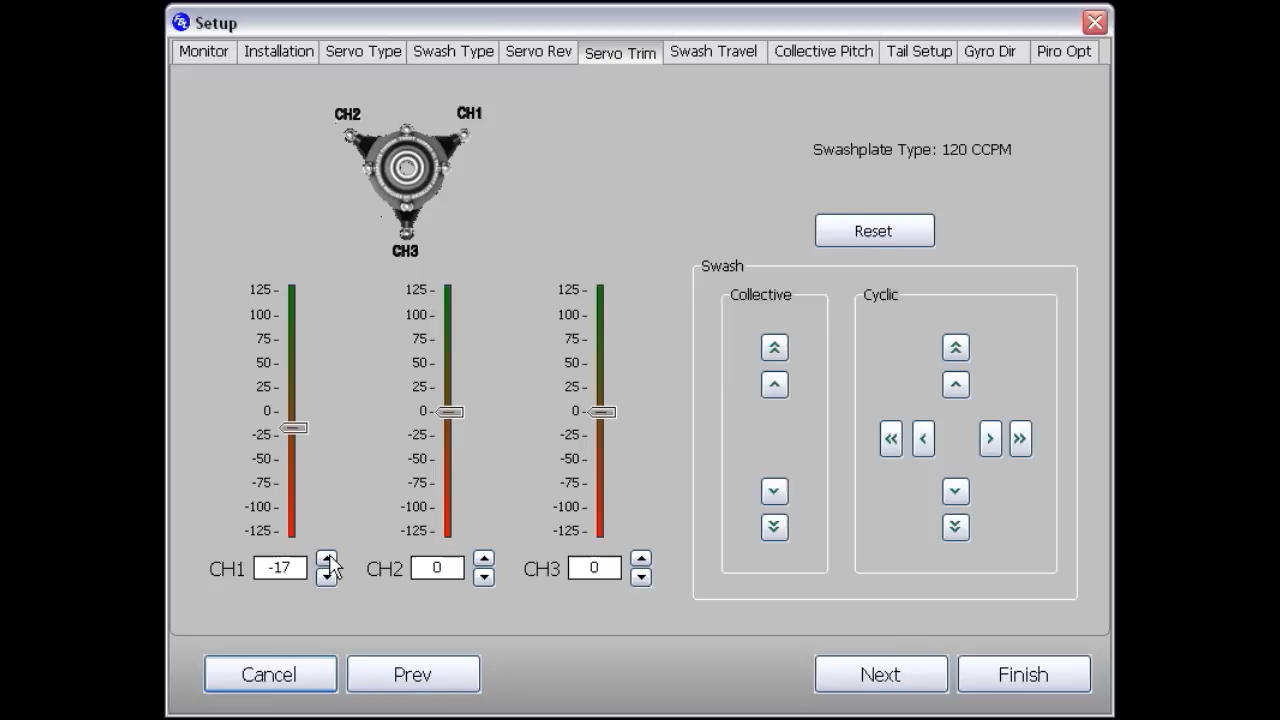 Setup
Monitor Installation Servo Type Swash Type Servo Rev Servo Trim Swash Travel Collective Pitch Tail Setup Gyro Dir Piro Opt
CH2 CH1
CH3
Swashplate Type: 120 CCPM
Reset
Swash
Collective Cyclic
125 125 125
100 100 100
75 75 75
50 50 50
25 25 25
0 0 0
-25 -25 -25
-50 -50 -50
-75 -75 -75
-100 -100 -100
-125 -125 -125
CH1 -17 CH2 0 CH3 0
Cancel Prev Next Finish